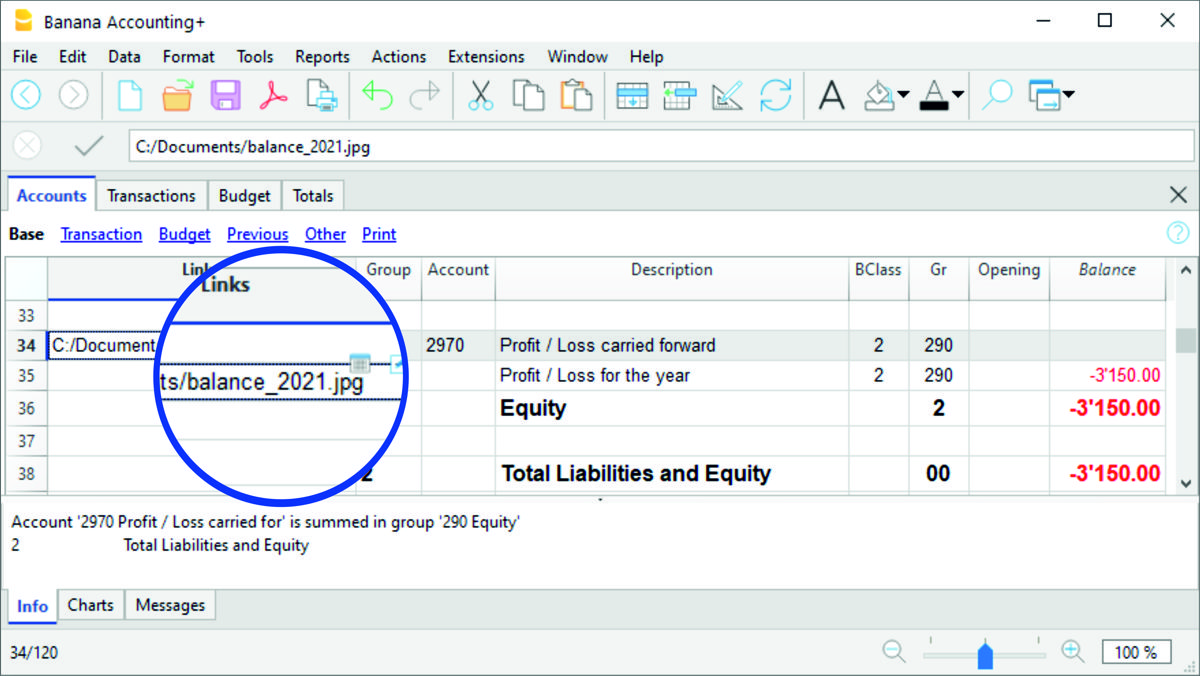 Banana Accounting+
File Edit Data Format Tools Reports Actions Extensions Window Help
C:/Documents/balance_2021.jpg
Accounts Transactions Budget Totals
Base Transaction Budget Previous Other Print
Links Group Account Description BClass Gr Opening Balance
Links
33
34 C:/Document 2970 Profit / Loss carried forward 2 290
35 Profit / Loss for the year 2 290 -3'150.00
ts/balance_2021.jpg
36 Equity 2 -3'150.00
37
38 2 Total Liabilities and Equity 00 -3'150.00
Account '2970 Profit / Loss carried for' is summed in group '290 Equity'
2 Total Liabilities and Equity
Info Charts Messages
34/120 100 %